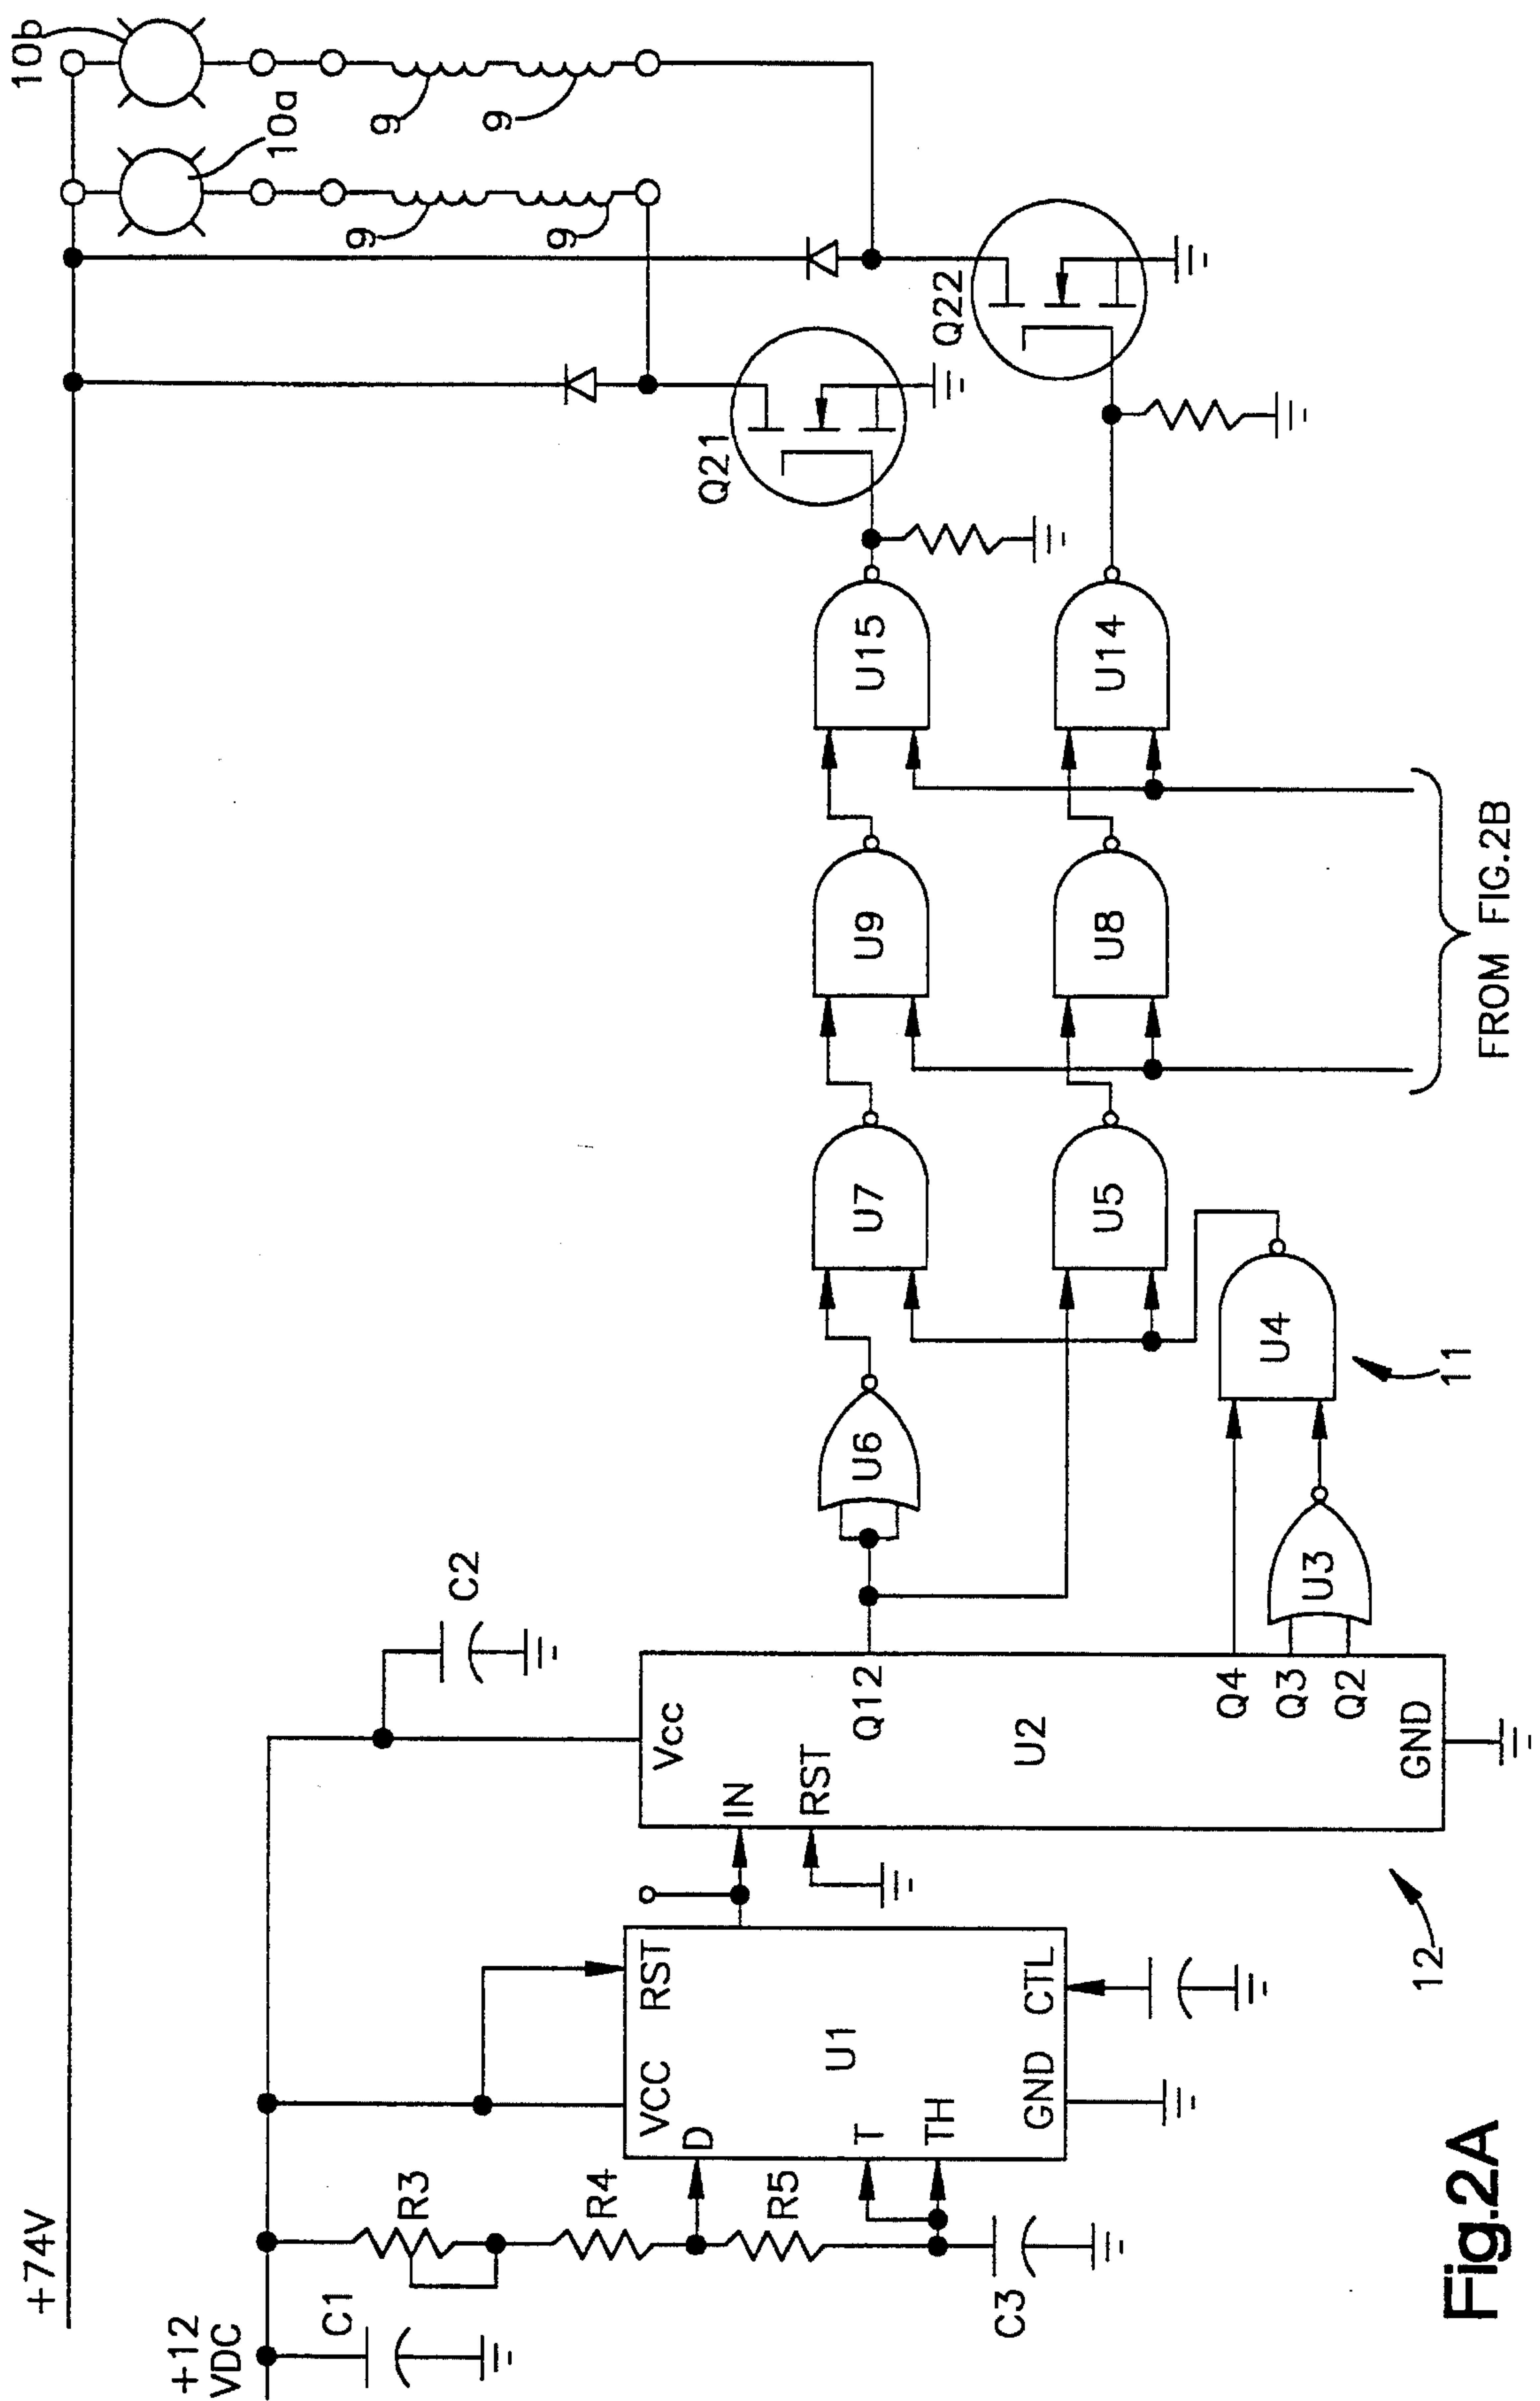 +74V
10b
10a
9
9
9
9
+12
VDC
C1
R3
R4
R5
C3
VCC
RST
D
T
TH
U1
GND
CTL
C2
Vcc
IN
RST
U2
Q12
Q4
Q3
Q2
GND
12
U6
U3
U4
11
U7
U5
U9
U8
U15
U14
Q21
Q22
FROM FIG.2B
Fig.2A